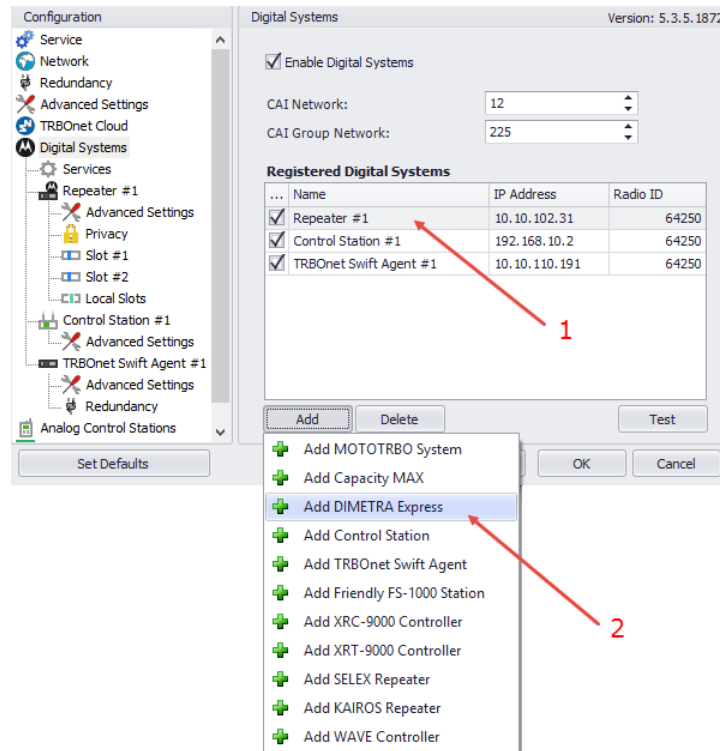 Configuration
Service
Network
Redundancy
Advanced Settings
TRBOnet Cloud
Digital Systems
Services
Repeater #1
Advanced Settings
Privacy
Slot #1
Slot #2
Local Slots
Control Station #1
Advanced Settings
TRBOnet Swift Agent #1
Advanced Settings
Redundancy
Analog Control Stations
Set Defaults
Digital Systems Version: 5.3.5.1872
Enable Digital Systems
CAI Network: 12
CAI Group Network: 225
Registered Digital Systems
... Name IP Address Radio ID
Repeater #1 10.10.102.31 64250
Control Station #1 192.168.10.2 64250
TRBOnet Swift Agent #1 10.10.110.191 64250
1
Add Delete Test
OK Cancel
Add MOTOTRBO System
Add Capacity MAX
Add DIMETRA Express
Add Control Station
Add TRBOnet Swift Agent
Add Friendly FS-1000 Station
Add XRC-9000 Controller
2
Add XRT-9000 Controller
Add SELEX Repeater
Add KAIROS Repeater
Add WAVE Controller